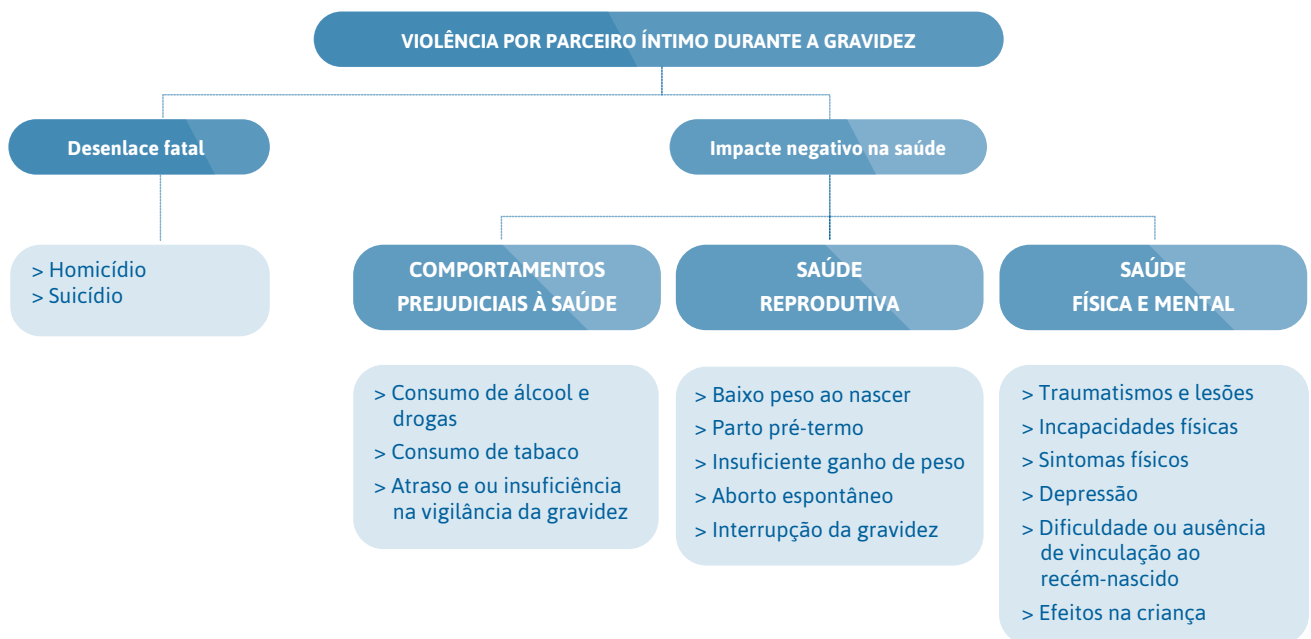 VIOLÊNCIA POR PARCEIRO ÍNTIMO DURANTE A GRAVIDEZ
Desenlace fatal
Impacte negativo na saúde
> Homicídio
> Suicídio
COMPORTAMENTOS
PREJUDICIAIS À SAÚDE
SAÚDE
REPRODUTIVA
SAÚDE
FÍSICA E MENTAL
> Consumo de álcool e
drogas
> Consumo de tabaco
> Atraso e ou insuficiência
na vigilância da gravidez
> Baixo peso ao nascer
> Parto pré-termo
> Insuficiente ganho de peso
> Aborto espontâneo
> Interrupção da gravidez
> Traumatismos e lesões
> Incapacidades físicas
> Sintomas físicos
> Depressão
> Dificuldade ou ausência
de vinculação ao
recém-nascido
> Efeitos na criança